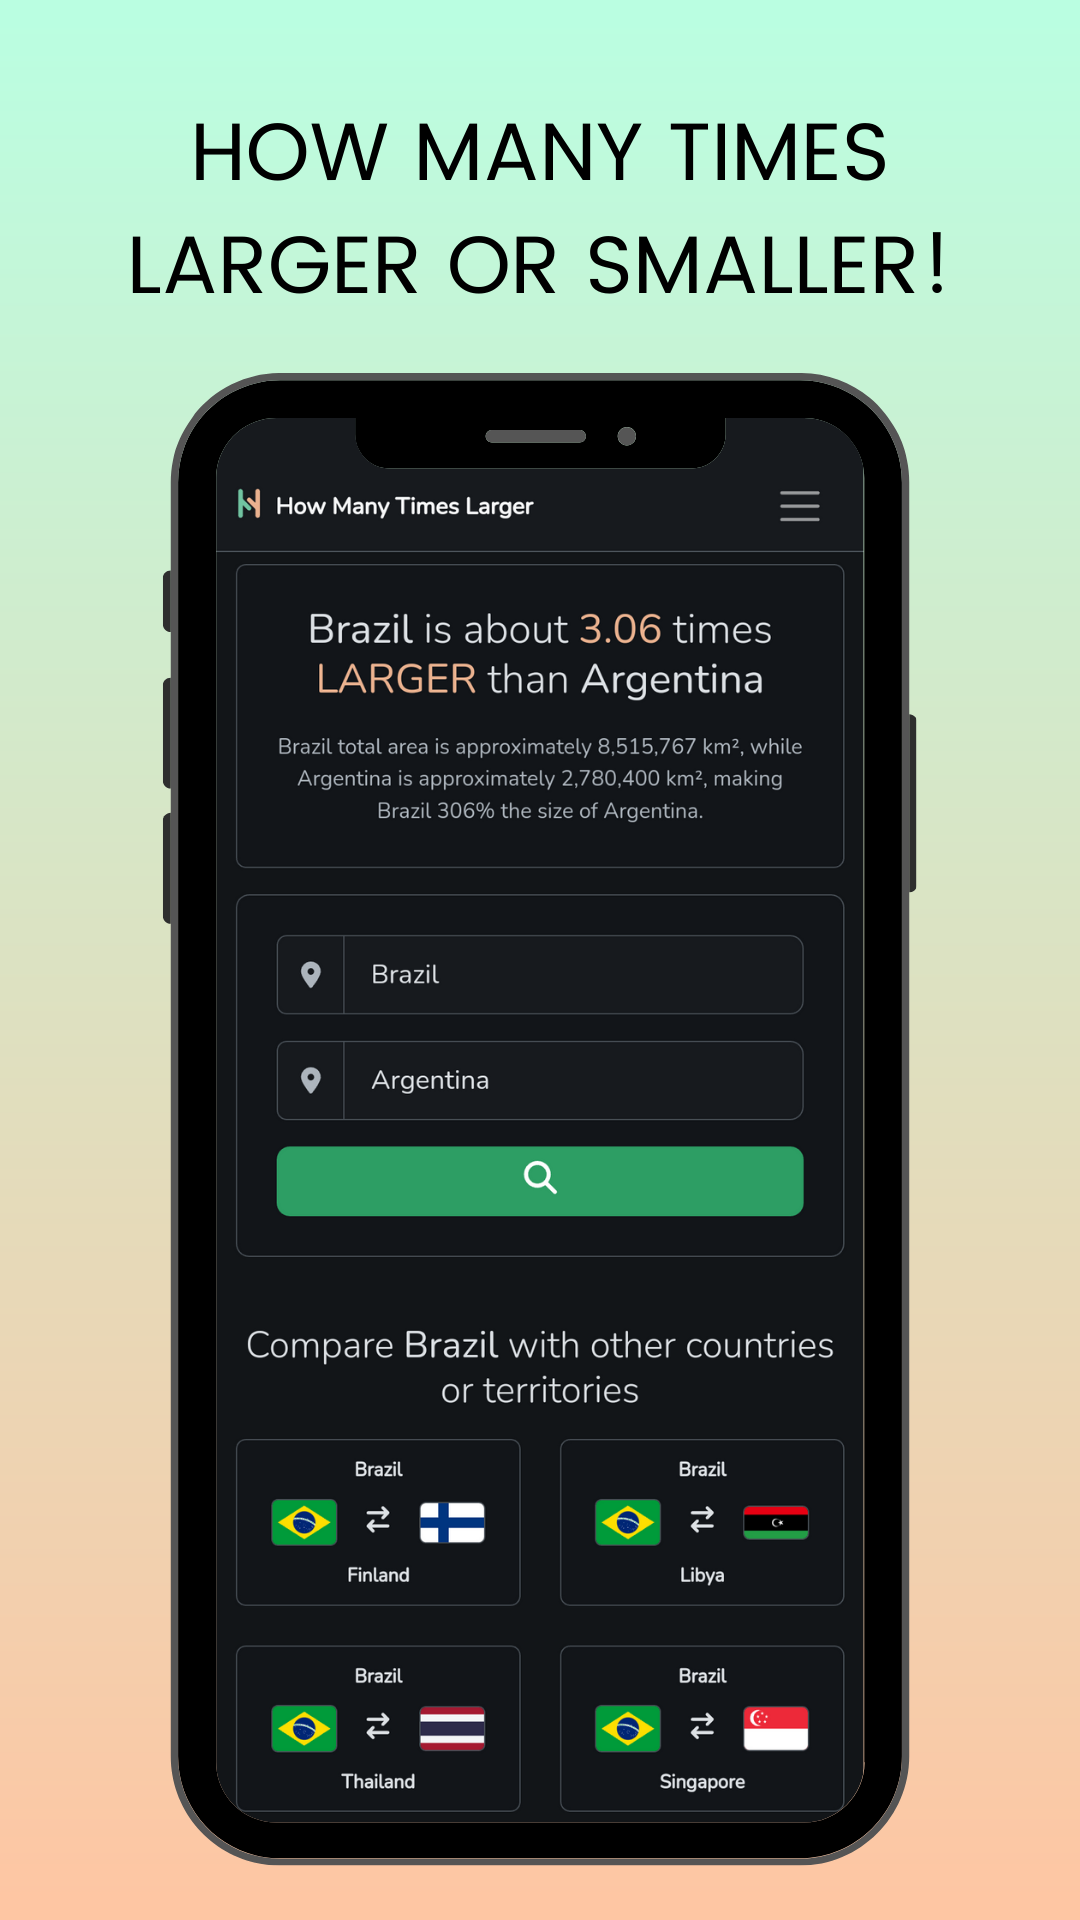 HOW MANY TIMES
LARGER OR SMALLER!
How Many Times Larger
Brazil is about 3.06 times
LARGER than Argentina
Brazil total area is approximately 8,515,767 km², while
Argentina is approximately 2,780,400 km², making
Brazil 306% the size of Argentina.
Brazil
Argentina
Compare Brazil with other countries
or territories
Brazil
Finland
Brazil
Libya
Brazil
Thailand
Brazil
Singapore